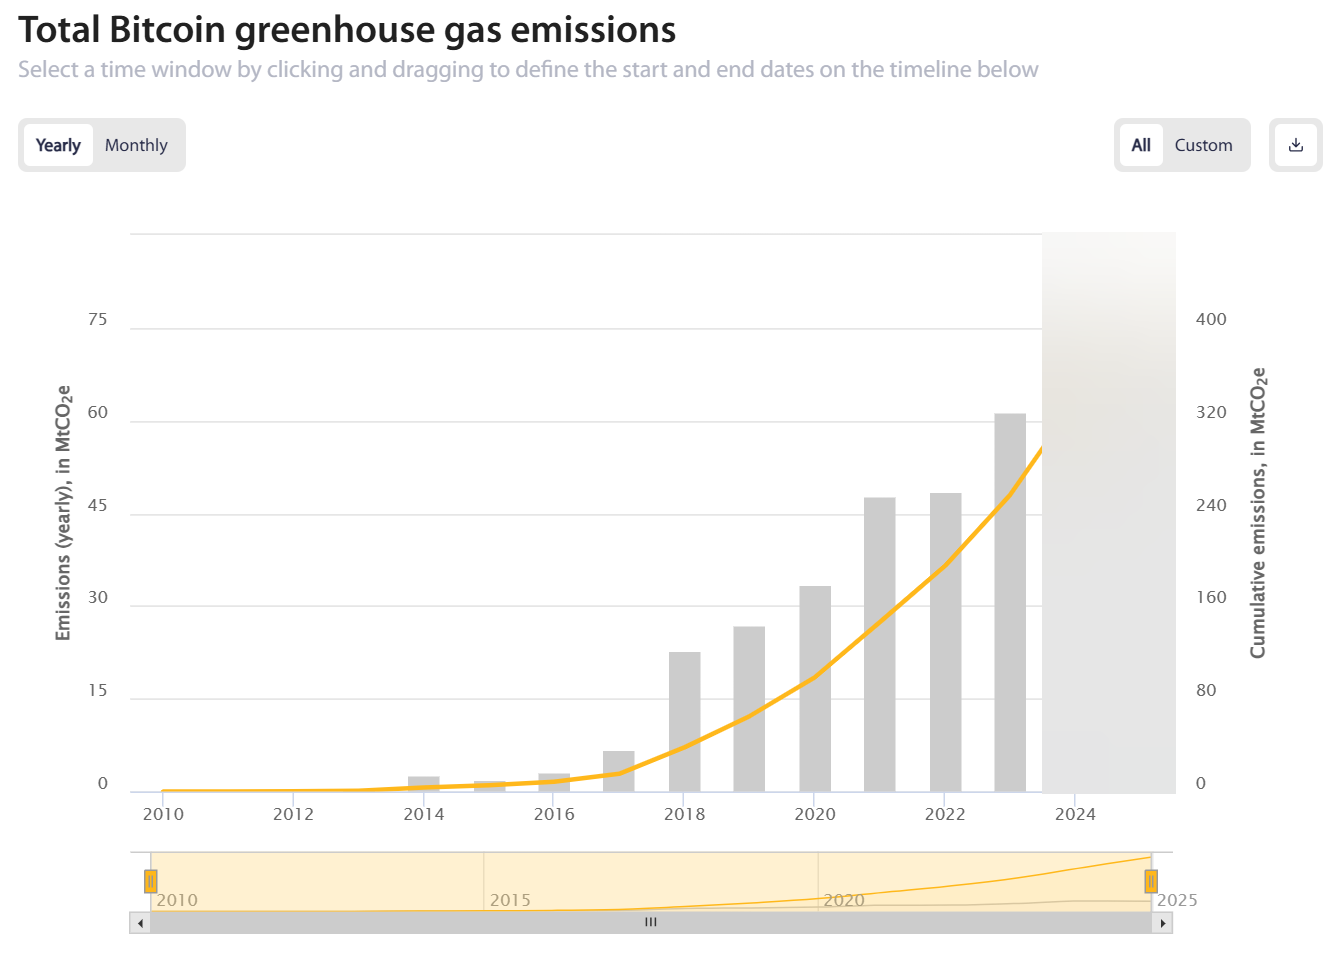 Total Bitcoin greenhouse gas emissions
Select a time window by clicking and dragging to define the start and end dates on the timeline below
Yearly Monthly
All Custom
75
60
45
30
15
0
Emissions (yearly), in MtCO₂e
400
320
240
160
80
0
Cumulative emissions, in MtCO₂e
2010 2012 2014 2016 2018 2020 2022 2024
2010 2015 2020 2025